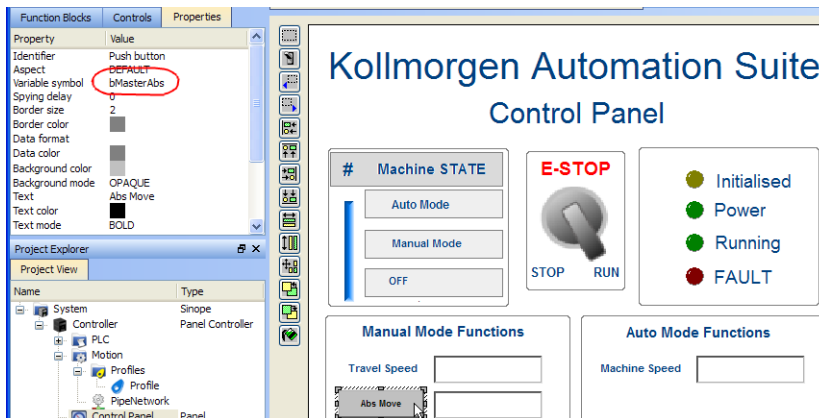 Function Blocks Controls Properties
Property Value
Identifier Push button
Aspect DEFAULT
Variable symbol bMasterAbs
Spying delay 0
Border size 2
Border color
Data format
Data color
Background color
Background mode OPAQUE
Text Abs Move
Text color
Text mode BOLD
Project Explorer
Project View
Name Type
System Sinope
Controller Panel Controller
PLC
Motion
Profiles
Profile
PipeNetwork
Control Panel Panel
Kollmorgen Automation Suite
Control Panel
# Machine STATE
Auto Mode
Manual Mode
OFF
E-STOP
STOP RUN
Initialised
Power
Running
FAULT
Manual Mode Functions
Travel Speed
Abs Move
Auto Mode Functions
Machine Speed